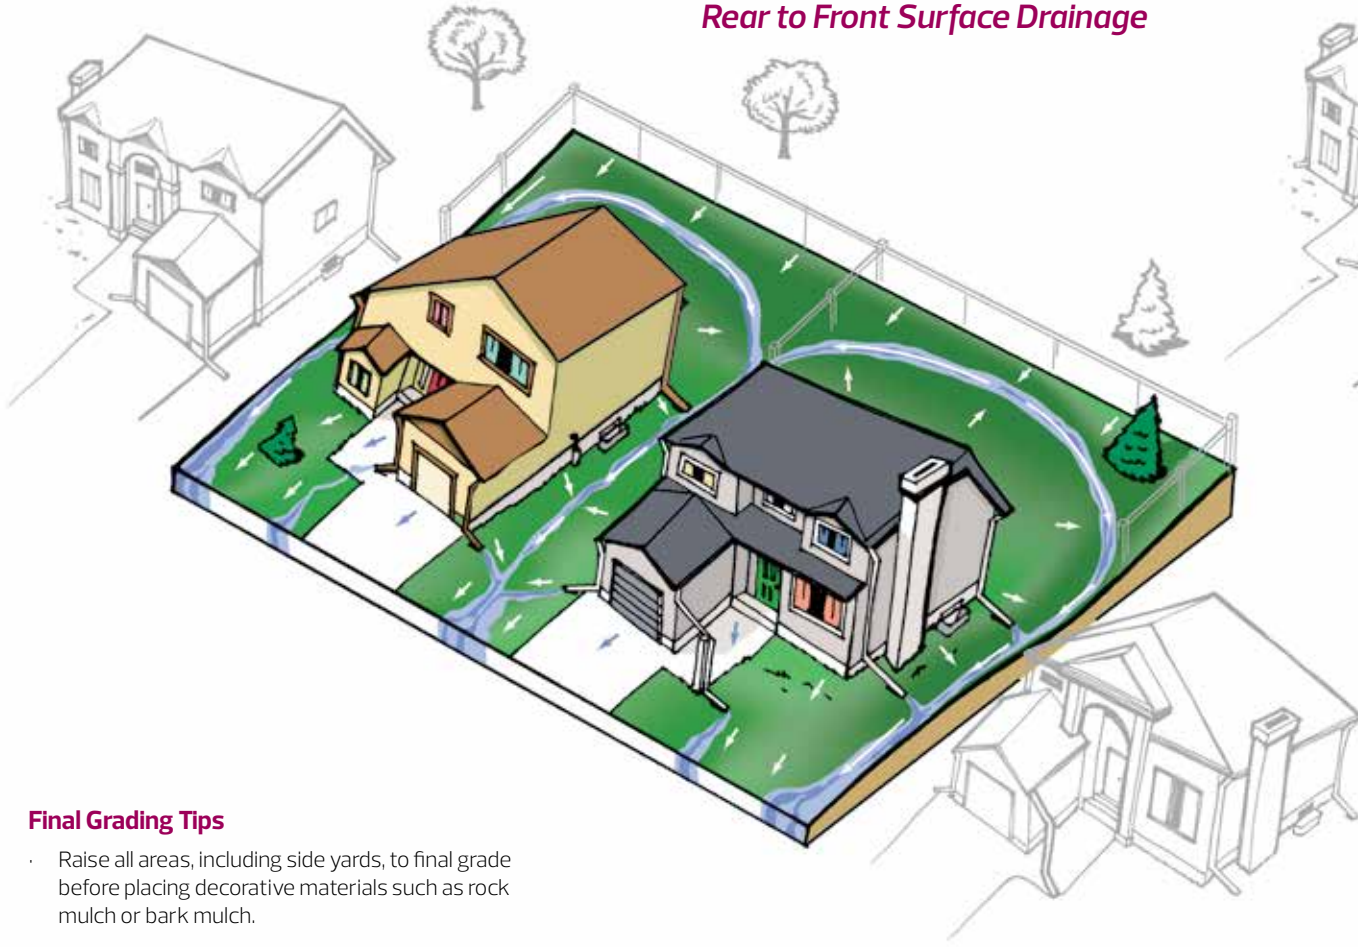 Rear to Front Surface Drainage
Final Grading Tips
· Raise all areas, including side yards, to final grade
before placing decorative materials such as rock
mulch or bark mulch.